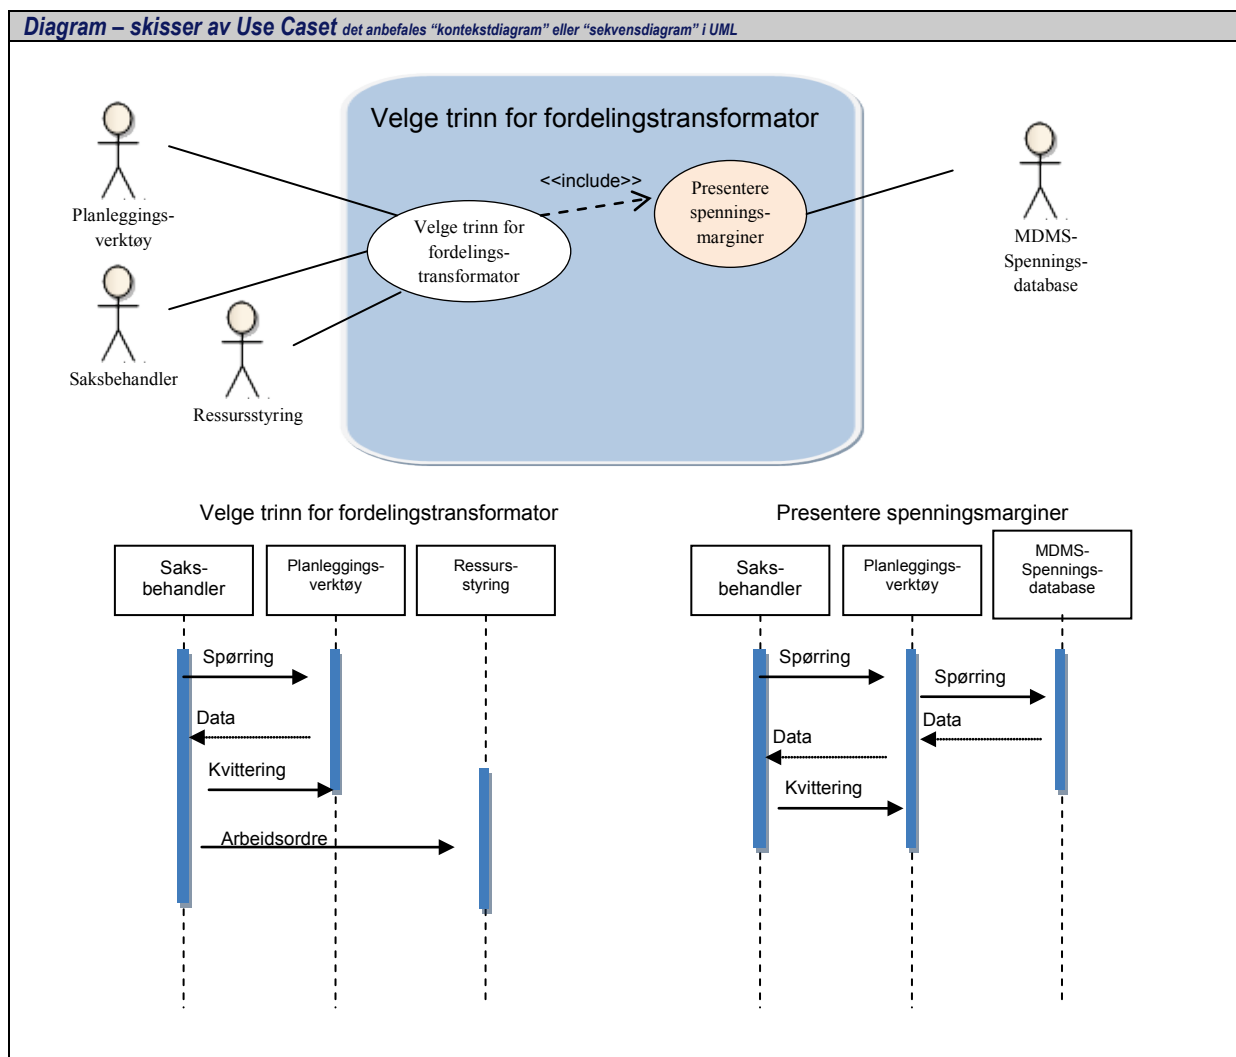 Diagram – skisser av Use Caset det anbefales “kontekstdiagram” eller “sekvensdiagram” i UML
Velge trinn for fordelingstransformator
<<include>>
Presentere
spennings-
marginer
Velge trinn for
fordelings-
transformator
Planleggings-
verktøy
Saksbehandler
Ressursstyring
MDMS-
Spennings-
database
Velge trinn for fordelingstransformator
Saks-
behandler
Planleggings-
verktøy
Ressurs-
styring
Spørring
Data
Kvittering
Arbeidsordre
Presentere spenningsmarginer
Saks-
behandler
Planleggings-
verktøy
MDMS-
Spennings-
database
Spørring
Spørring
Data
Data
Kvittering